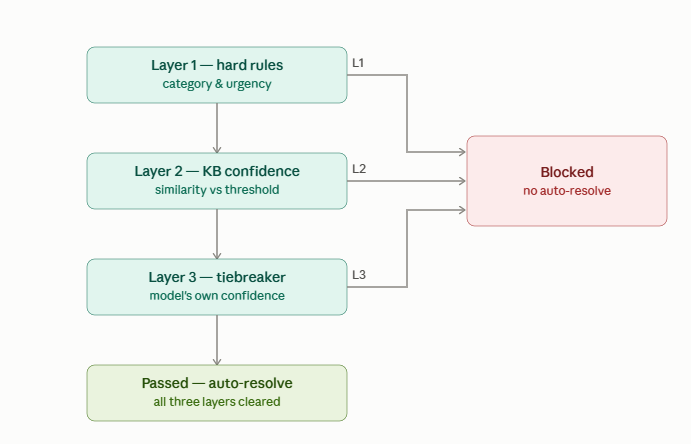 Layer 1 — hard rules
category & urgency
L1
Layer 2 — KB confidence
similarity vs threshold
L2
Blocked
no auto-resolve
Layer 3 — tiebreaker
model's own confidence
L3
Passed — auto-resolve
all three layers cleared